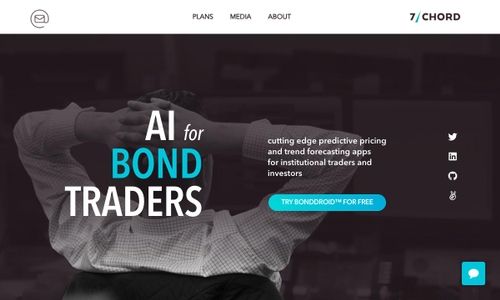 PLANS MEDIA ABOUT
7/CHORD
AI for
BOND
TRADERS
cutting edge predictive pricing
and trend forecasting apps
for institutional traders and
investors
TRY BONDDROID™ FOR FREE